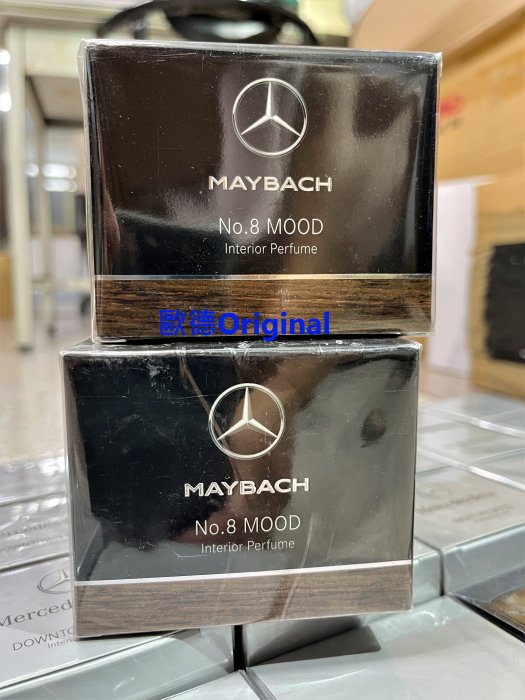 MAYBACH
No.8 MOOD
Interior Perfume
歐德Original
MAYBACH
No.8 MOOD
Interior Perfume
Merced
DOWNTO
Interi